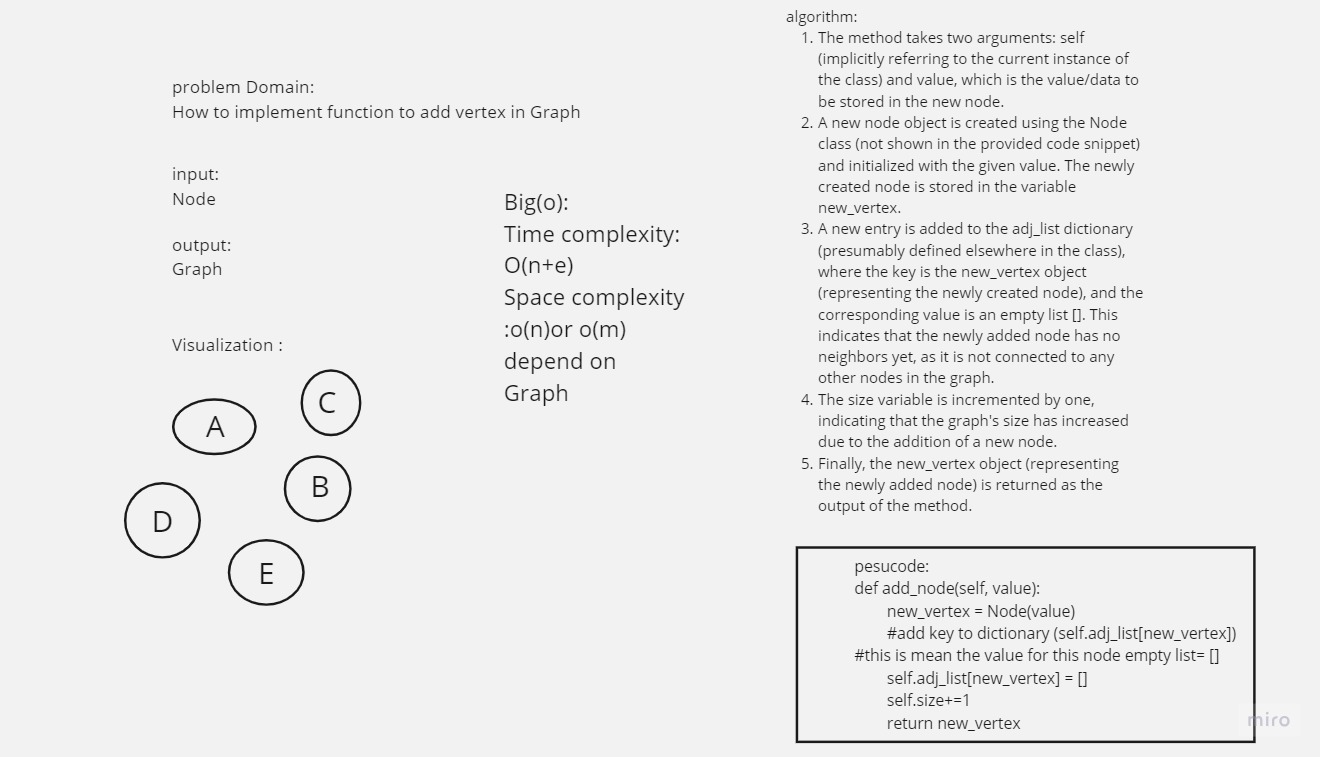 problem Domain:
How to implement function to add vertex in Graph
input:
Node
output:
Graph
Visualization :
A
C
B
D
E
Big(o):
Time complexity:
O(n+e)
Space complexity
:o(n)or o(m)
depend on
Graph
algorithm:
1. The method takes two arguments: self
(implicitly referring to the current instance of
the class) and value, which is the value/data to
be stored in the new node.
2. A new node object is created using the Node
class (not shown in the provided code snippet)
and initialized with the given value. The newly
created node is stored in the variable
new_vertex.
3. A new entry is added to the adj_list dictionary
(presumably defined elsewhere in the class),
where the key is the new_vertex object
(representing the newly created node), and the
corresponding value is an empty list []. This
indicates that the newly added node has no
neighbors yet, as it is not connected to any
other nodes in the graph.
4. The size variable is incremented by one,
indicating that the graph's size has increased
due to the addition of a new node.
5. Finally, the new_vertex object (representing
the newly added node) is returned as the
output of the method.
pesucode:
def add_node(self, value):
new_vertex = Node(value)
#add key to dictionary (self.adj_list[new_vertex])
#this is mean the value for this node empty list= []
self.adj_list[new_vertex] = []
self.size+=1
return new_vertex
miro